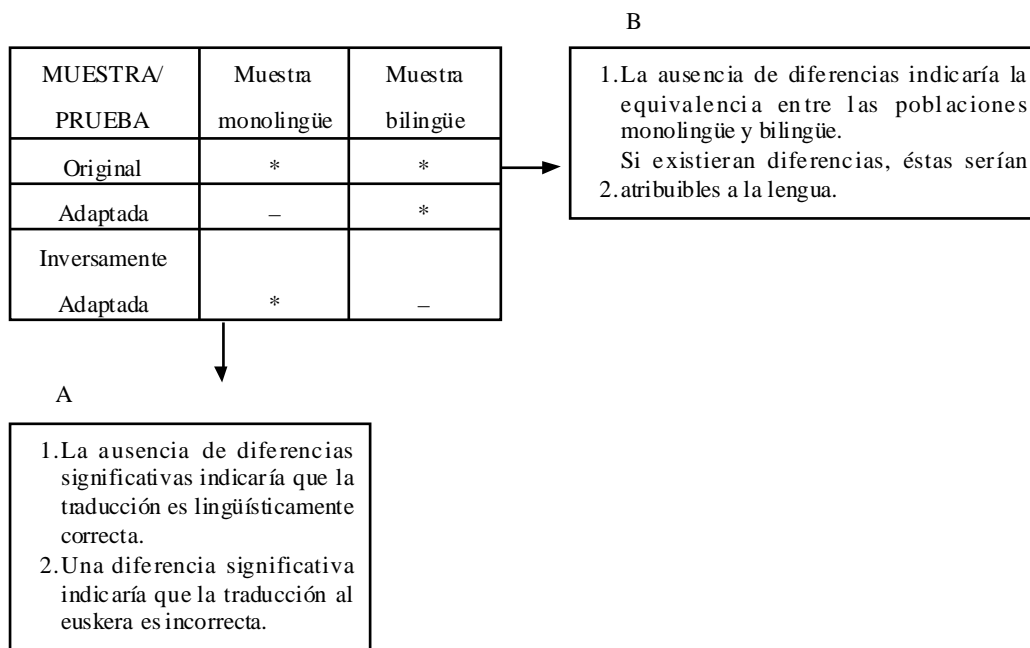 B
MUESTRA/ Muestra Muestra
PRUEBA monolingüe bilingüe
Original * *
Adaptada – *
Inversamente
Adaptada * –
1.La ausencia de diferencias indicaría la
equivalencia entre las poblaciones
monolingüe y bilingüe.
Si existieran diferencias, éstas serían
2.atribuibles a la lengua.
A
1.La ausencia de diferencias
significativas indicaría que la
traducción es lingüísticamente
correcta.
2.Una diferencia significativa
indicaría que la traducción al
euskera es incorrecta.